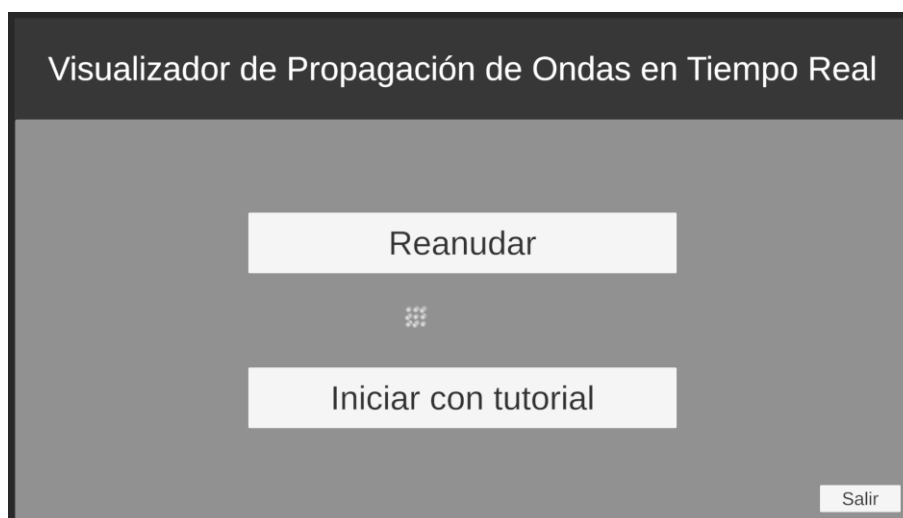 Visualizador de Propagación de Ondas en Tiempo Real
Reanudar
Iniciar con tutorial
Salir